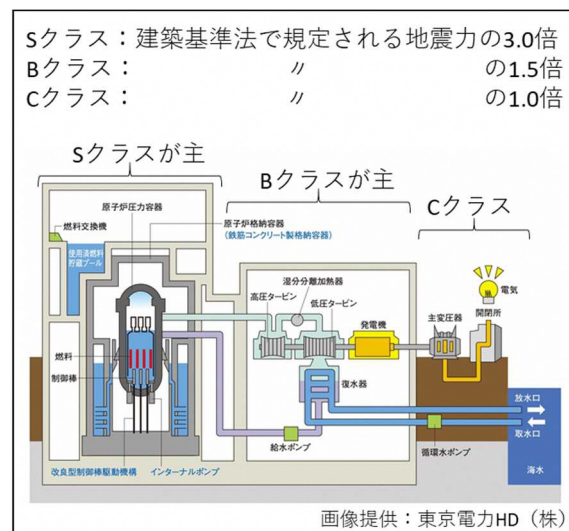 Sクラス：建築基準法で規定される地震力の3.0倍
Bクラス： 〃 の1.5倍
Cクラス： 〃 の1.0倍
Sクラスが主
Bクラスが主
Cクラス
原子炉圧力容器
燃料交換機
原子炉格納容器
（鉄筋コンクリート製格納容器）
使用済燃料
貯蔵プール
湿分分離加熱器
高圧タービン
低圧タービン
発電機
主変圧器
電気
開閉所
燃料
制御棒
復水器
放水口
取水口
給水ポンプ
循環水ポンプ
海水
改良型制御棒駆動機構
インターナルポンプ
画像提供：東京電力HD（株）